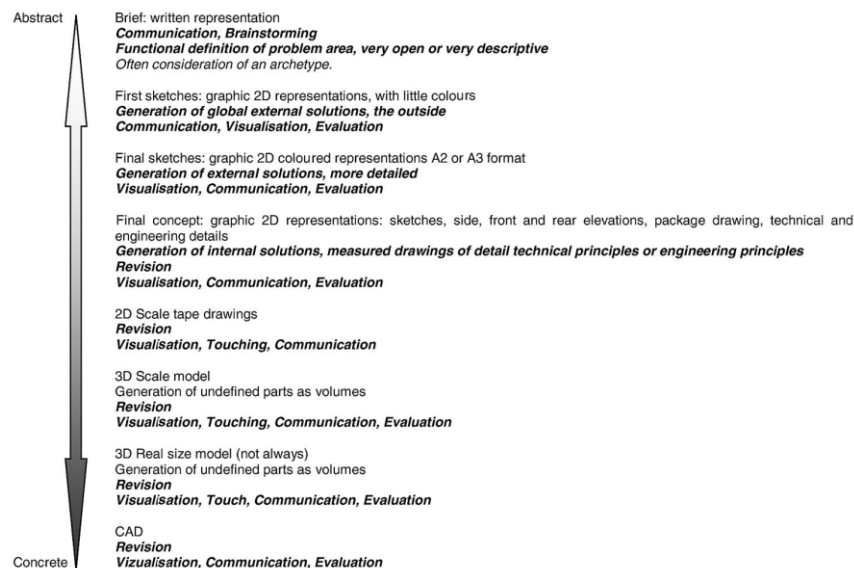 Abstract
Brief: written representation
Communication, Brainstorming
Functional definition of problem area, very open or very descriptive
Often consideration of an archetype.
First sketches: graphic 2D representations, with little colours
Generation of global external solutions, the outside
Communication, Visualisation, Evaluation
Final sketches: graphic 2D coloured representations A2 or A3 format
Generation of external solutions, more detailed
Visualisation, Communication, Evaluation
Final concept: graphic 2D representations: sketches, side, front and rear elevations, package drawing, technical and
engineering details
Generation of internal solutions, measured drawings of detail technical principles or engineering principles
Revision
Visualisation, Communication, Evaluation
2D Scale tape drawings
Revision
Visualisation, Touching, Communication
3D Scale model
Generation of undefined parts as volumes
Revision
Visualisation, Touching, Communication, Evaluation
3D Real size model (not always)
Generation of undefined parts as volumes
Revision
Visualisation, Touch, Communication, Evaluation
CAD
Revision
Vizualisation, Communication, Evaluation
Concrete